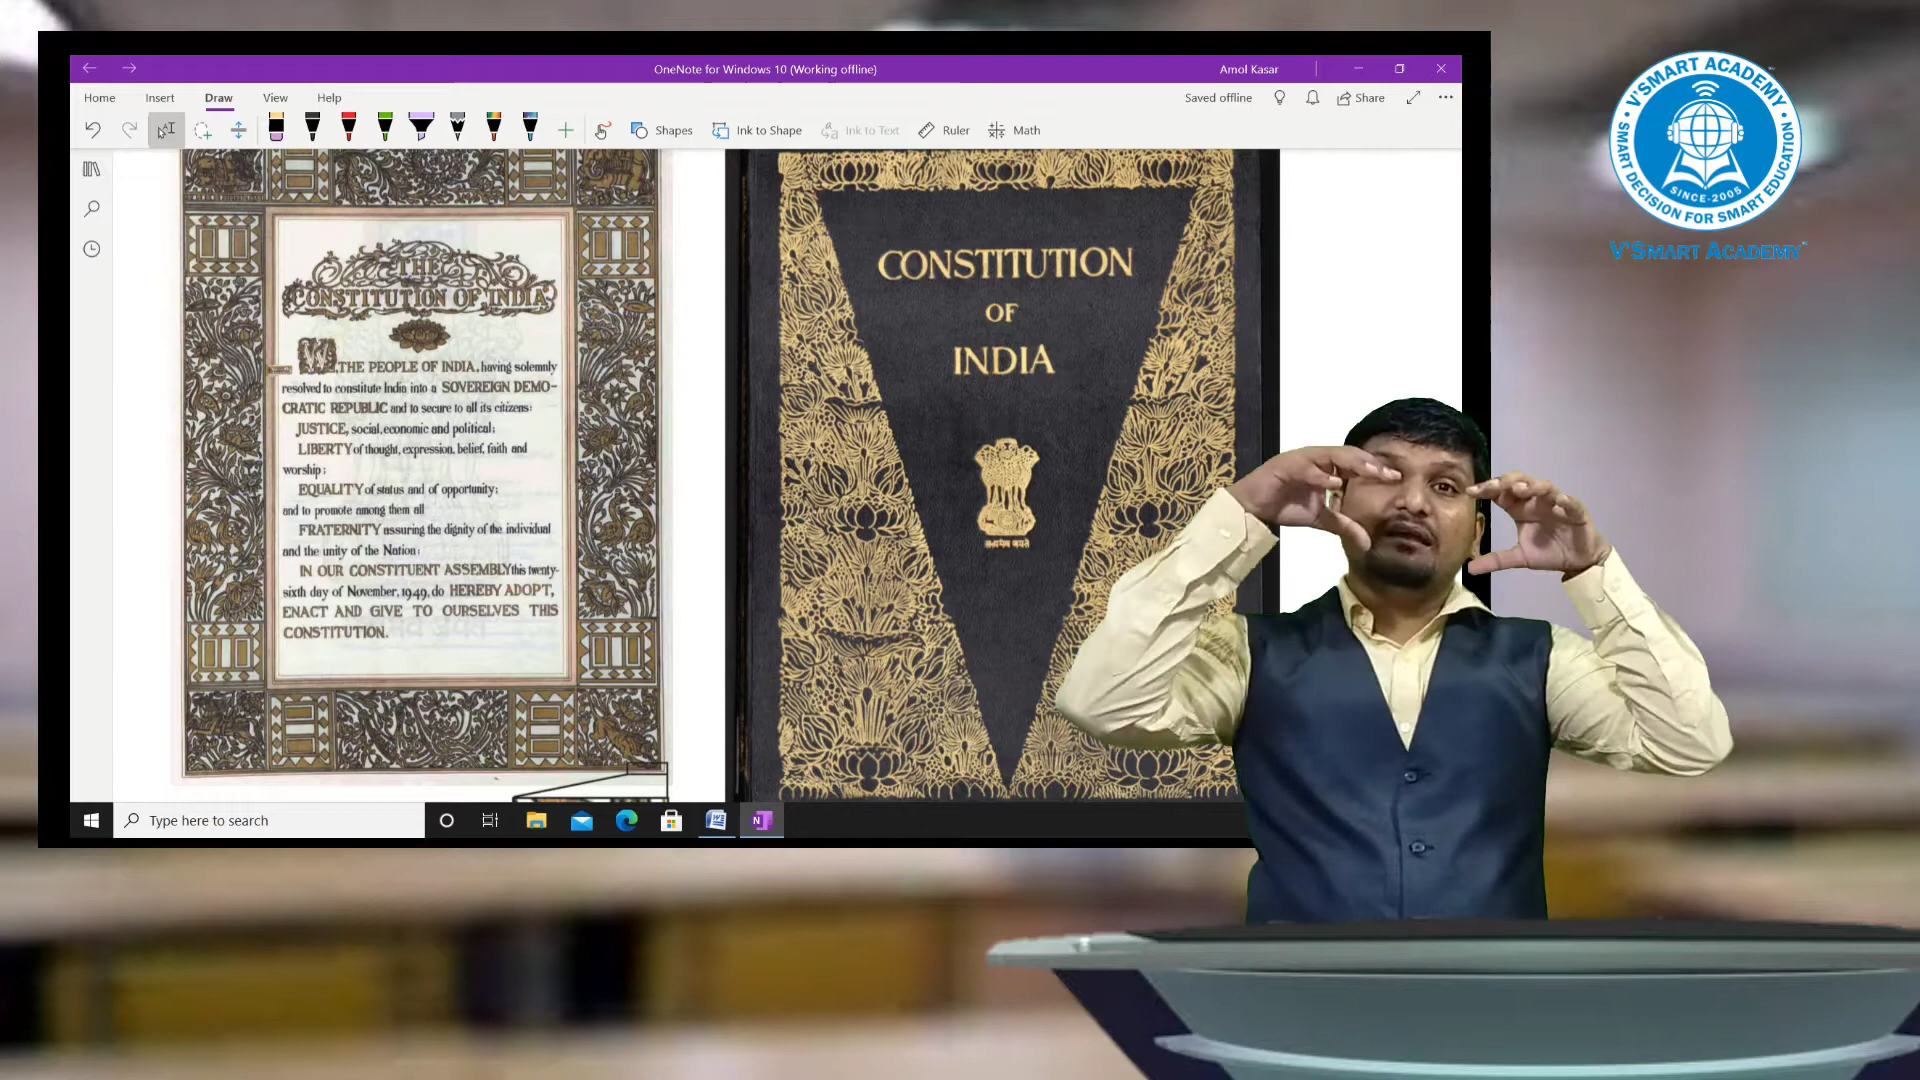 OneNote for Windows 10 (Working offline)
Amol Kasar
Home Insert Draw View Help
Saved offline
Share
Shapes
Ink to Shape
Ink to Text
Ruler
Math
THE
CONSTITUTION OF INDIA
WE, THE PEOPLE OF INDIA, having solemnly
resolved to constitute India into a SOVEREIGN DEMO-
CRATIC REPUBLIC and to secure to all its citizens:
JUSTICE, social, economic and political;
LIBERTY of thought, expression, belief, faith and
worship;
EQUALITY of status and of opportunity;
and to promote among them all
FRATERNITY assuring the dignity of the individual
and the unity of the Nation;
IN OUR CONSTITUENT ASSEMBLY this twenty-
sixth day of November, 1949, do HEREBY ADOPT,
ENACT AND GIVE TO OURSELVES THIS
CONSTITUTION.
CONSTITUTION
OF
INDIA
सत्यमेव जयते
Type here to search
V'SMART ACADEMY
SMART DECISION FOR SMART EDUCATION
SINCE-2005
V'SMART ACADEMY™